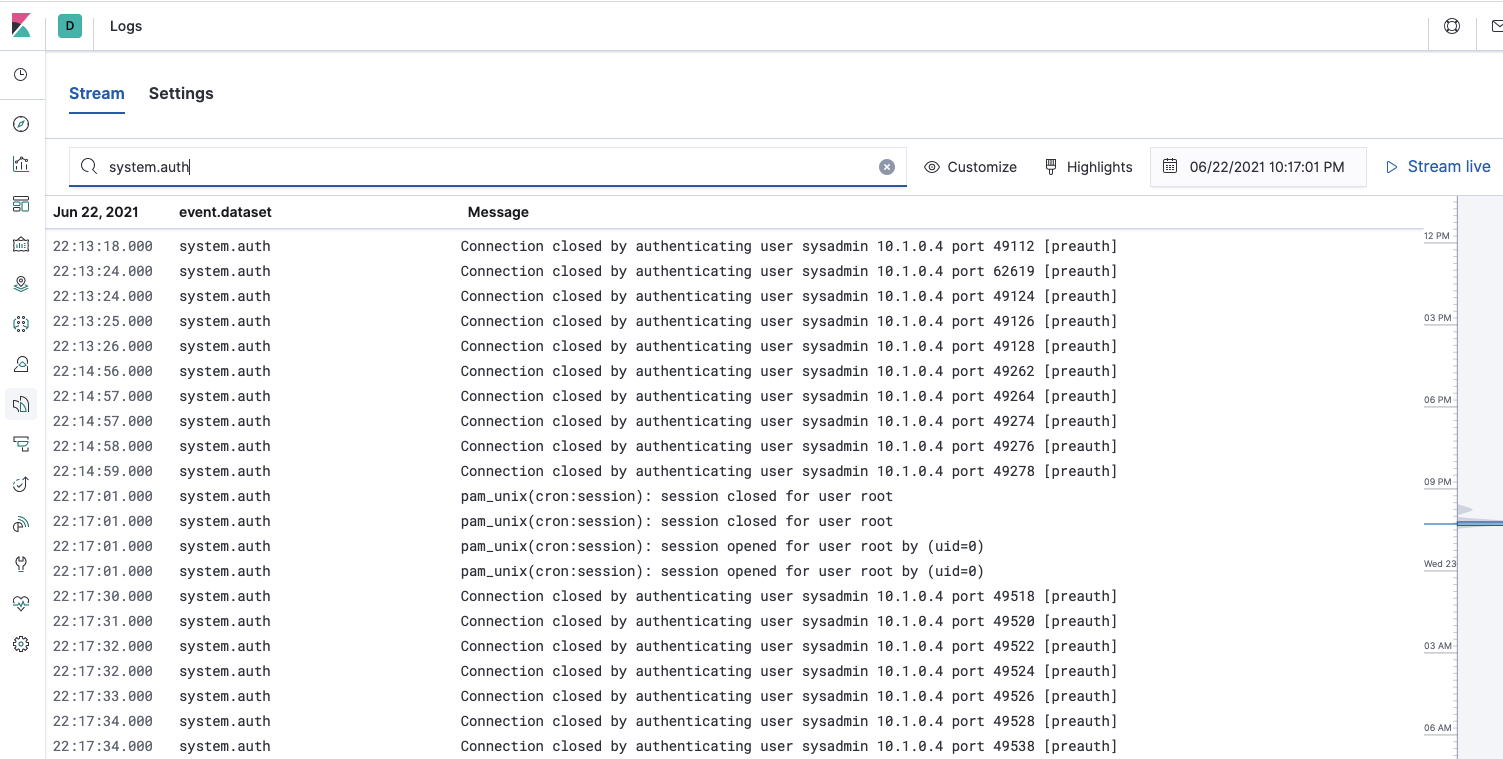 D Logs
Stream Settings
system.auth Customize Highlights 06/22/2021 10:17:01 PM Stream live
Jun 22, 2021 event.dataset Message
22:13:18.000 system.auth Connection closed by authenticating user sysadmin 10.1.0.4 port 49112 [preauth]
12 PM
22:13:24.000 system.auth Connection closed by authenticating user sysadmin 10.1.0.4 port 62619 [preauth]
22:13:24.000 system.auth Connection closed by authenticating user sysadmin 10.1.0.4 port 49124 [preauth]
22:13:25.000 system.auth Connection closed by authenticating user sysadmin 10.1.0.4 port 49126 [preauth]
03 PM
22:13:26.000 system.auth Connection closed by authenticating user sysadmin 10.1.0.4 port 49128 [preauth]
22:14:56.000 system.auth Connection closed by authenticating user sysadmin 10.1.0.4 port 49262 [preauth]
22:14:57.000 system.auth Connection closed by authenticating user sysadmin 10.1.0.4 port 49264 [preauth]
06 PM
22:14:57.000 system.auth Connection closed by authenticating user sysadmin 10.1.0.4 port 49274 [preauth]
22:14:58.000 system.auth Connection closed by authenticating user sysadmin 10.1.0.4 port 49276 [preauth]
22:14:59.000 system.auth Connection closed by authenticating user sysadmin 10.1.0.4 port 49278 [preauth]
09 PM
22:17:01.000 system.auth pam_unix(cron:session): session closed for user root
22:17:01.000 system.auth pam_unix(cron:session): session closed for user root
22:17:01.000 system.auth pam_unix(cron:session): session opened for user root by (uid=0)
Wed 23
22:17:01.000 system.auth pam_unix(cron:session): session opened for user root by (uid=0)
22:17:30.000 system.auth Connection closed by authenticating user sysadmin 10.1.0.4 port 49518 [preauth]
22:17:31.000 system.auth Connection closed by authenticating user sysadmin 10.1.0.4 port 49520 [preauth]
22:17:32.000 system.auth Connection closed by authenticating user sysadmin 10.1.0.4 port 49522 [preauth]
03 AM
22:17:32.000 system.auth Connection closed by authenticating user sysadmin 10.1.0.4 port 49524 [preauth]
22:17:33.000 system.auth Connection closed by authenticating user sysadmin 10.1.0.4 port 49526 [preauth]
22:17:34.000 system.auth Connection closed by authenticating user sysadmin 10.1.0.4 port 49528 [preauth]
06 AM
22:17:34.000 system.auth Connection closed by authenticating user sysadmin 10.1.0.4 port 49538 [preauth]